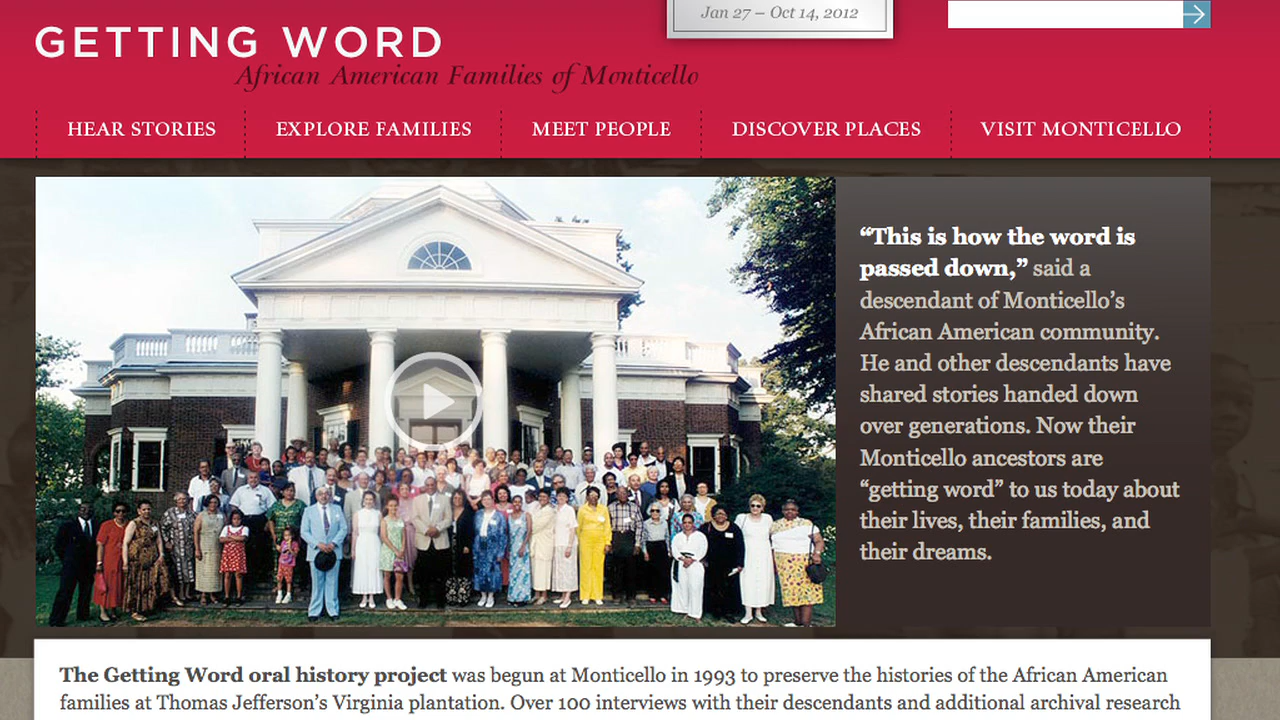 Jan 27 – Oct 14, 2012
GETTING WORD
African American Families of Monticello
HEAR STORIES
EXPLORE FAMILIES
MEET PEOPLE
DISCOVER PLACES
VISIT MONTICELLO
“This is how the word is
passed down,” said a
descendant of Monticello’s
African American community.
He and other descendants have
shared stories handed down
over generations. Now their
Monticello ancestors are
“getting word” to us today about
their lives, their families, and
their dreams.
The Getting Word oral history project was begun at Monticello in 1993 to preserve the histories of the African American
families at Thomas Jefferson’s Virginia plantation. Over 100 interviews with their descendants and additional archival research